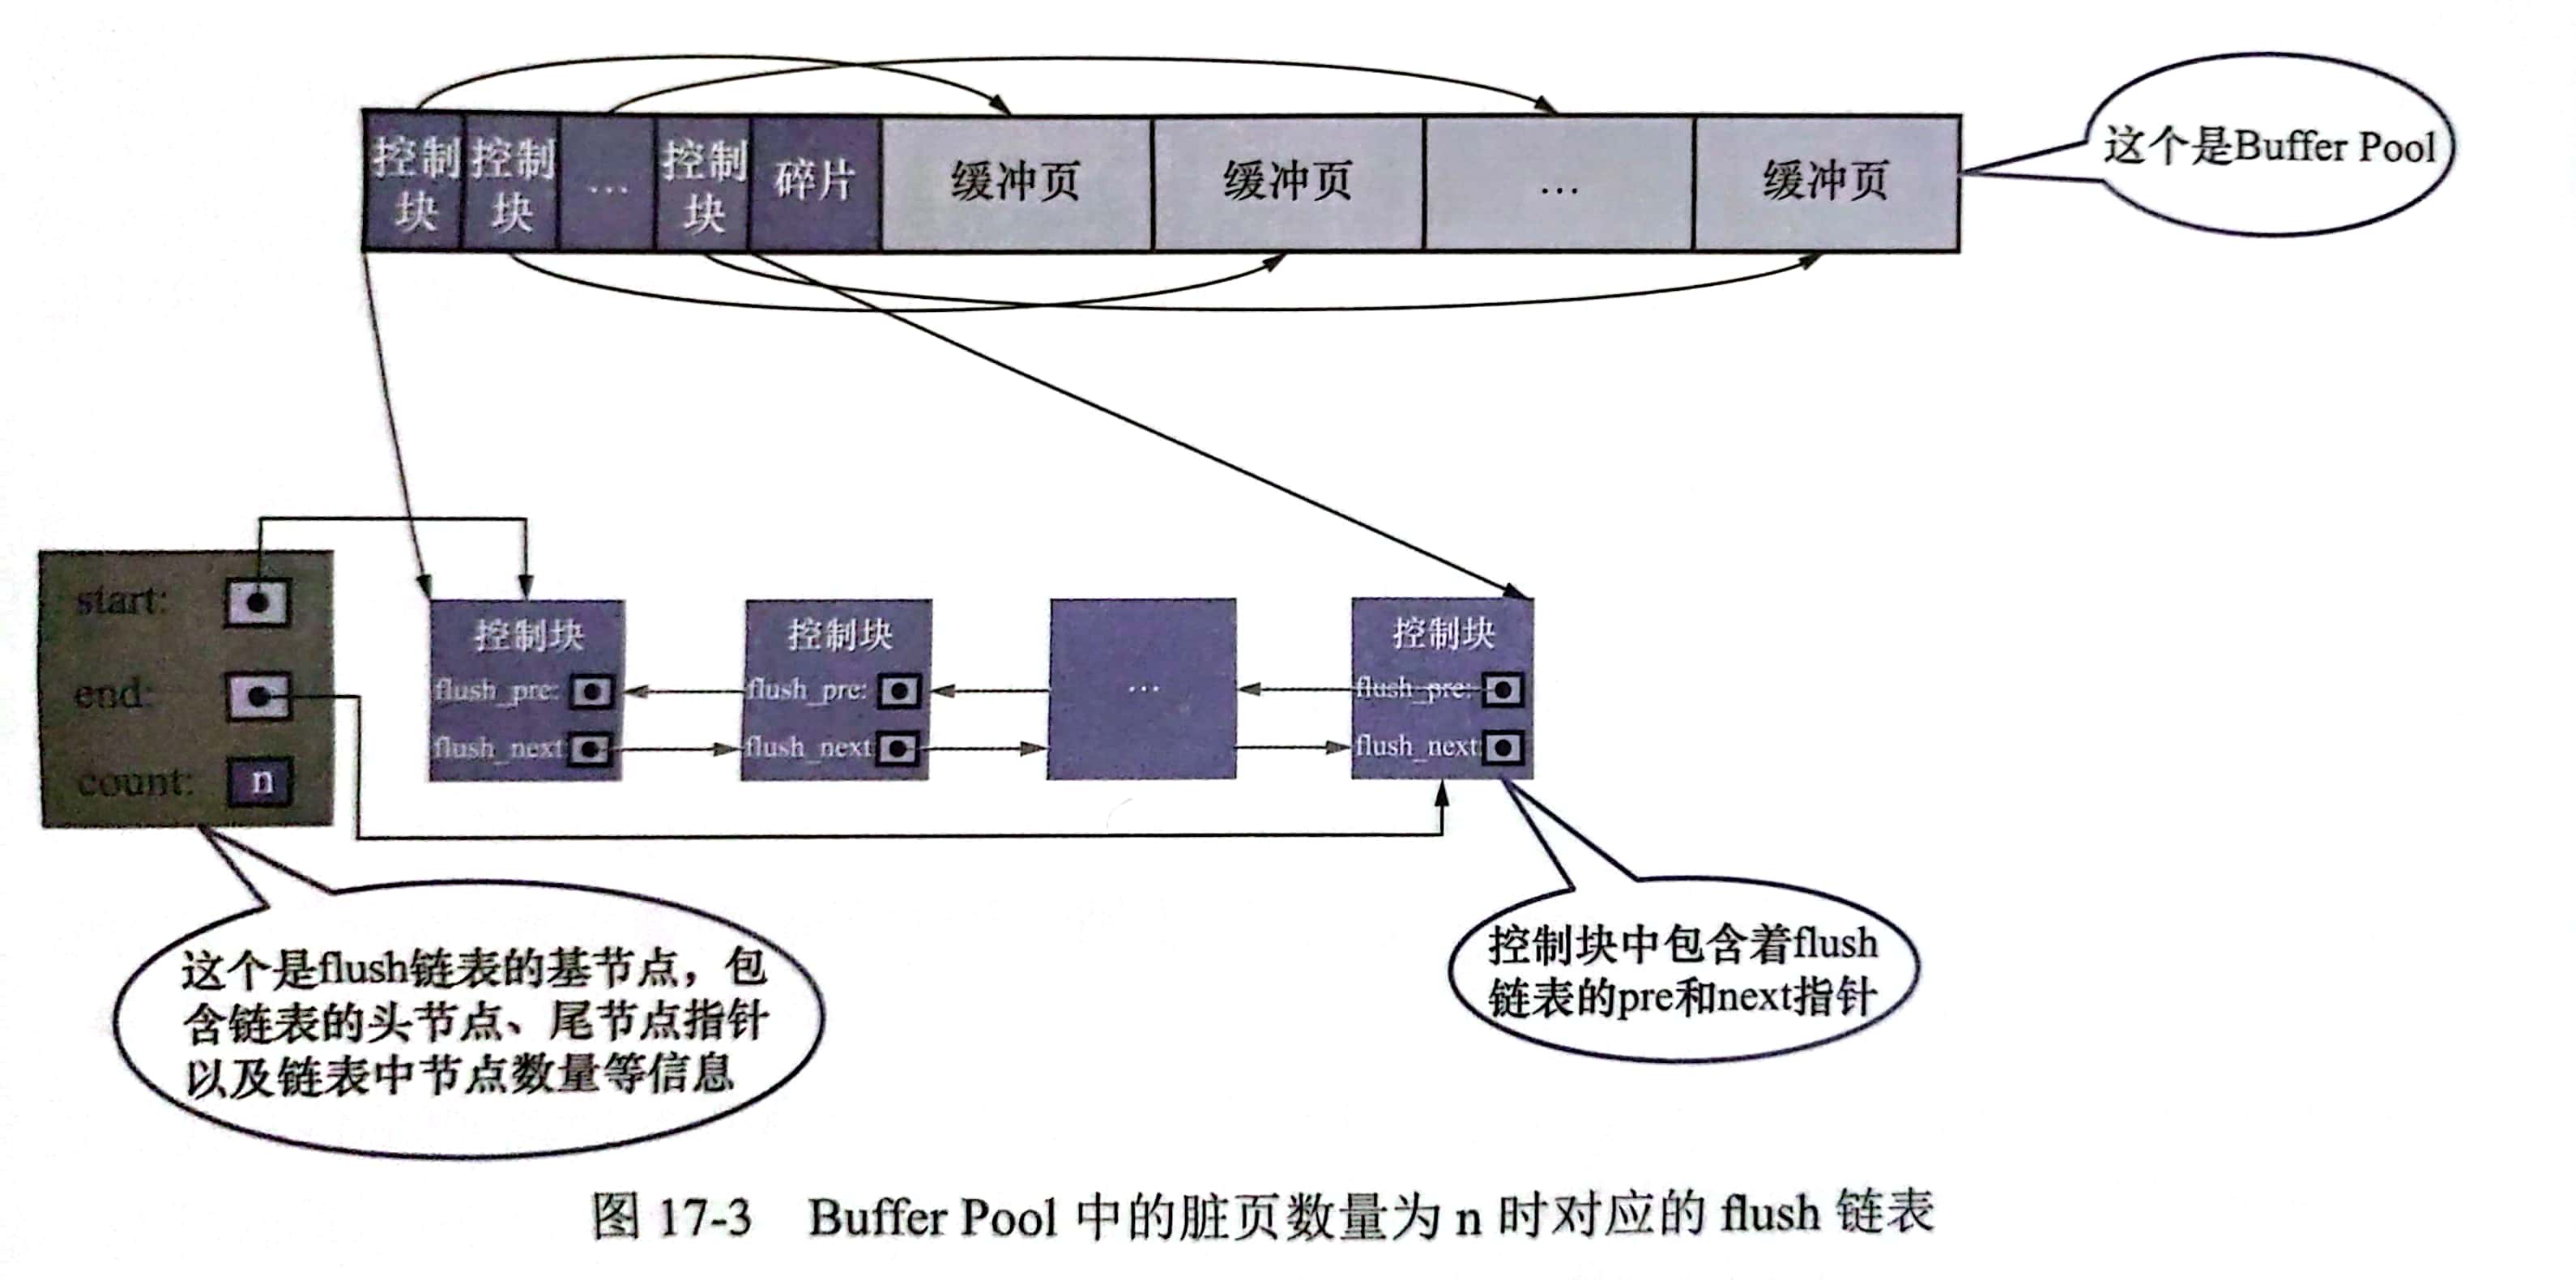 控制
块
控制
块
…
控制
块
碎片
缓冲页
缓冲页
…
缓冲页
这个是Buffer Pool
start:
end:
count: n
控制块
flush_pre:
flush_next
控制块
flush_pre:
flush_next
…
控制块
flush_pre:
flush_next:
这个是flush链表的基节点，包
含链表的头节点、尾节点指针
以及链表中节点数量等信息
控制块中包含着flush
链表的pre和next指针
图 17-3 Buffer Pool 中的脏页数量为 n 时对应的 flush 链表